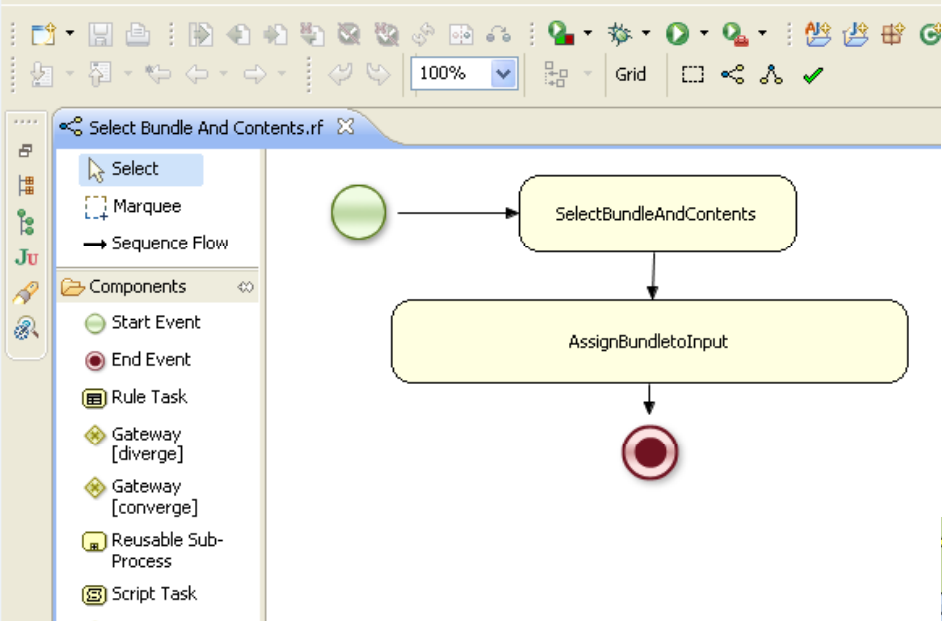 100%
Grid
Select Bundle And Contents.rf
Select
Marquee
Sequence Flow
Components
Start Event
End Event
Rule Task
Gateway
[diverge]
Gateway
[converge]
Reusable Sub-
Process
Script Task
SelectBundleAndContents
AssignBundletoInput
Ju